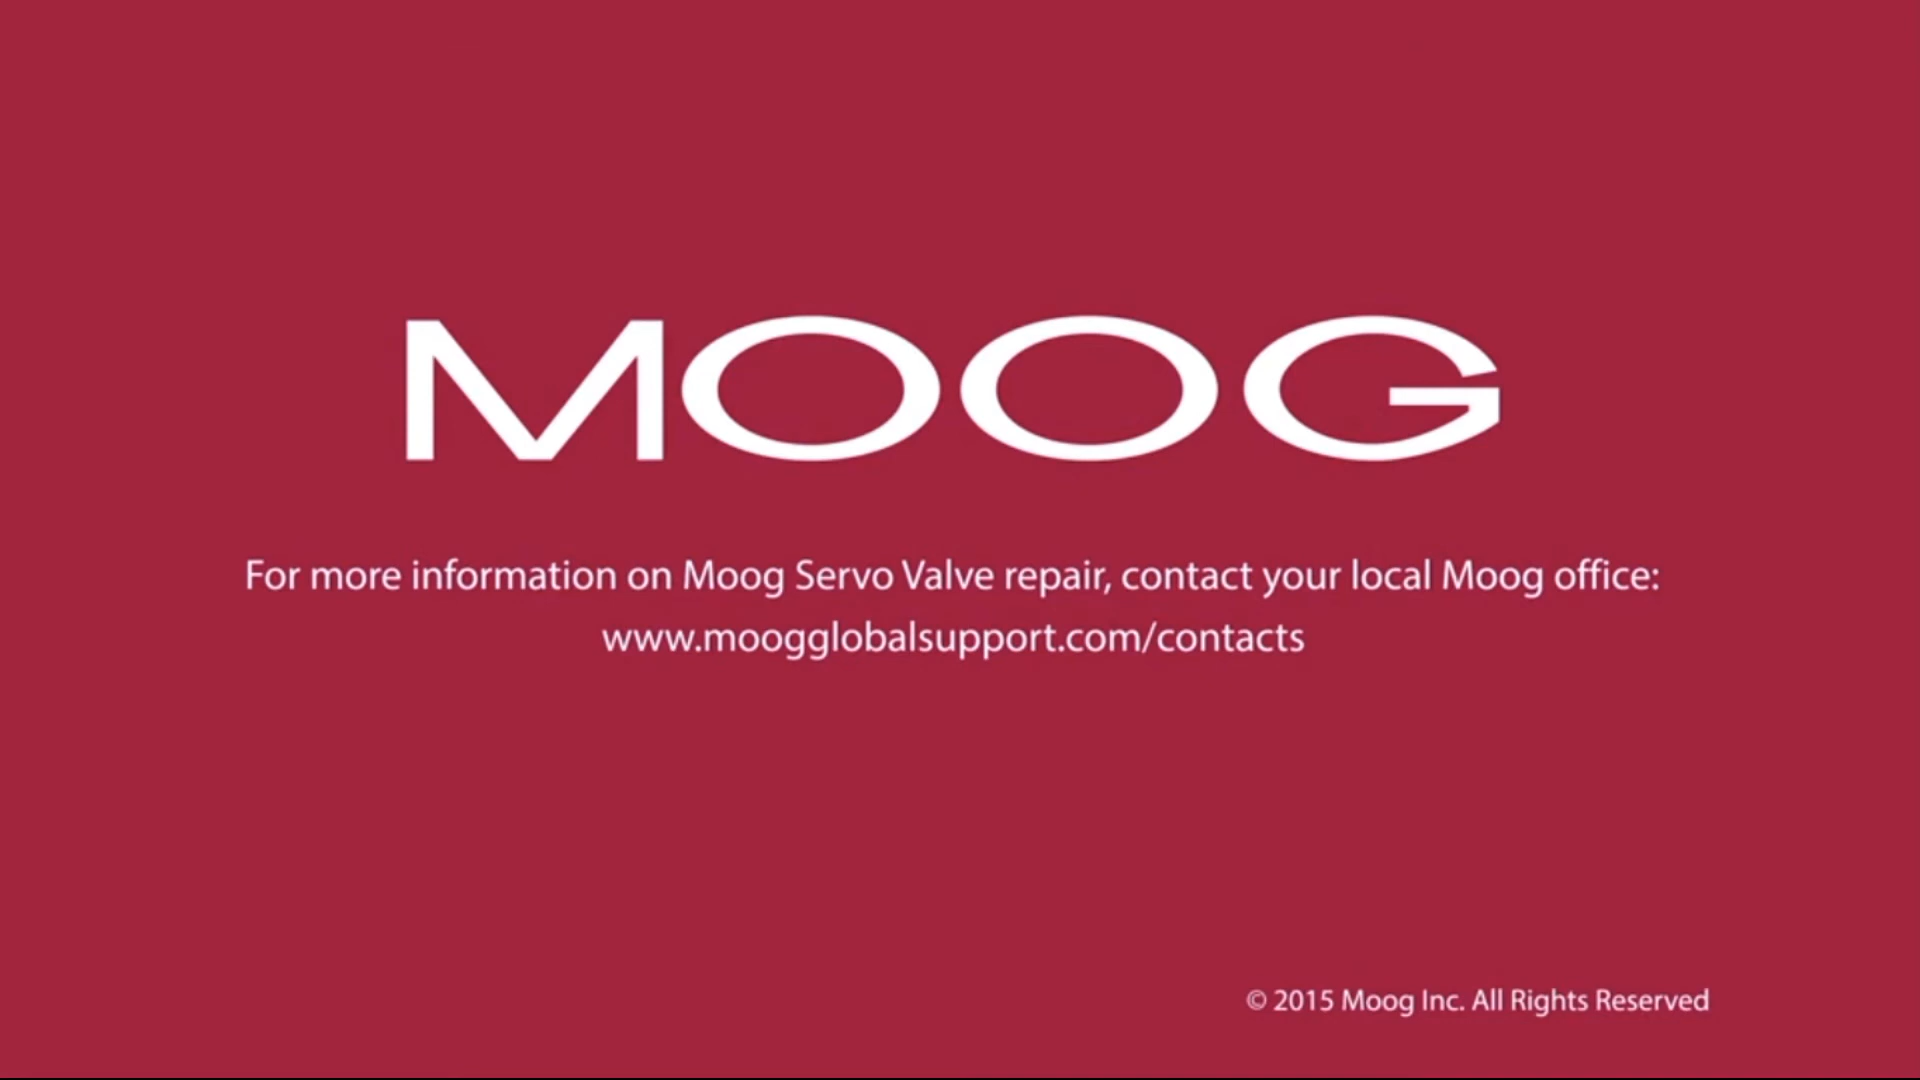 MOOG
For more information on Moog Servo Valve repair, contact your local Moog office:
www.moogglobalsupport.com/contacts
© 2015 Moog Inc. All Rights Reserved